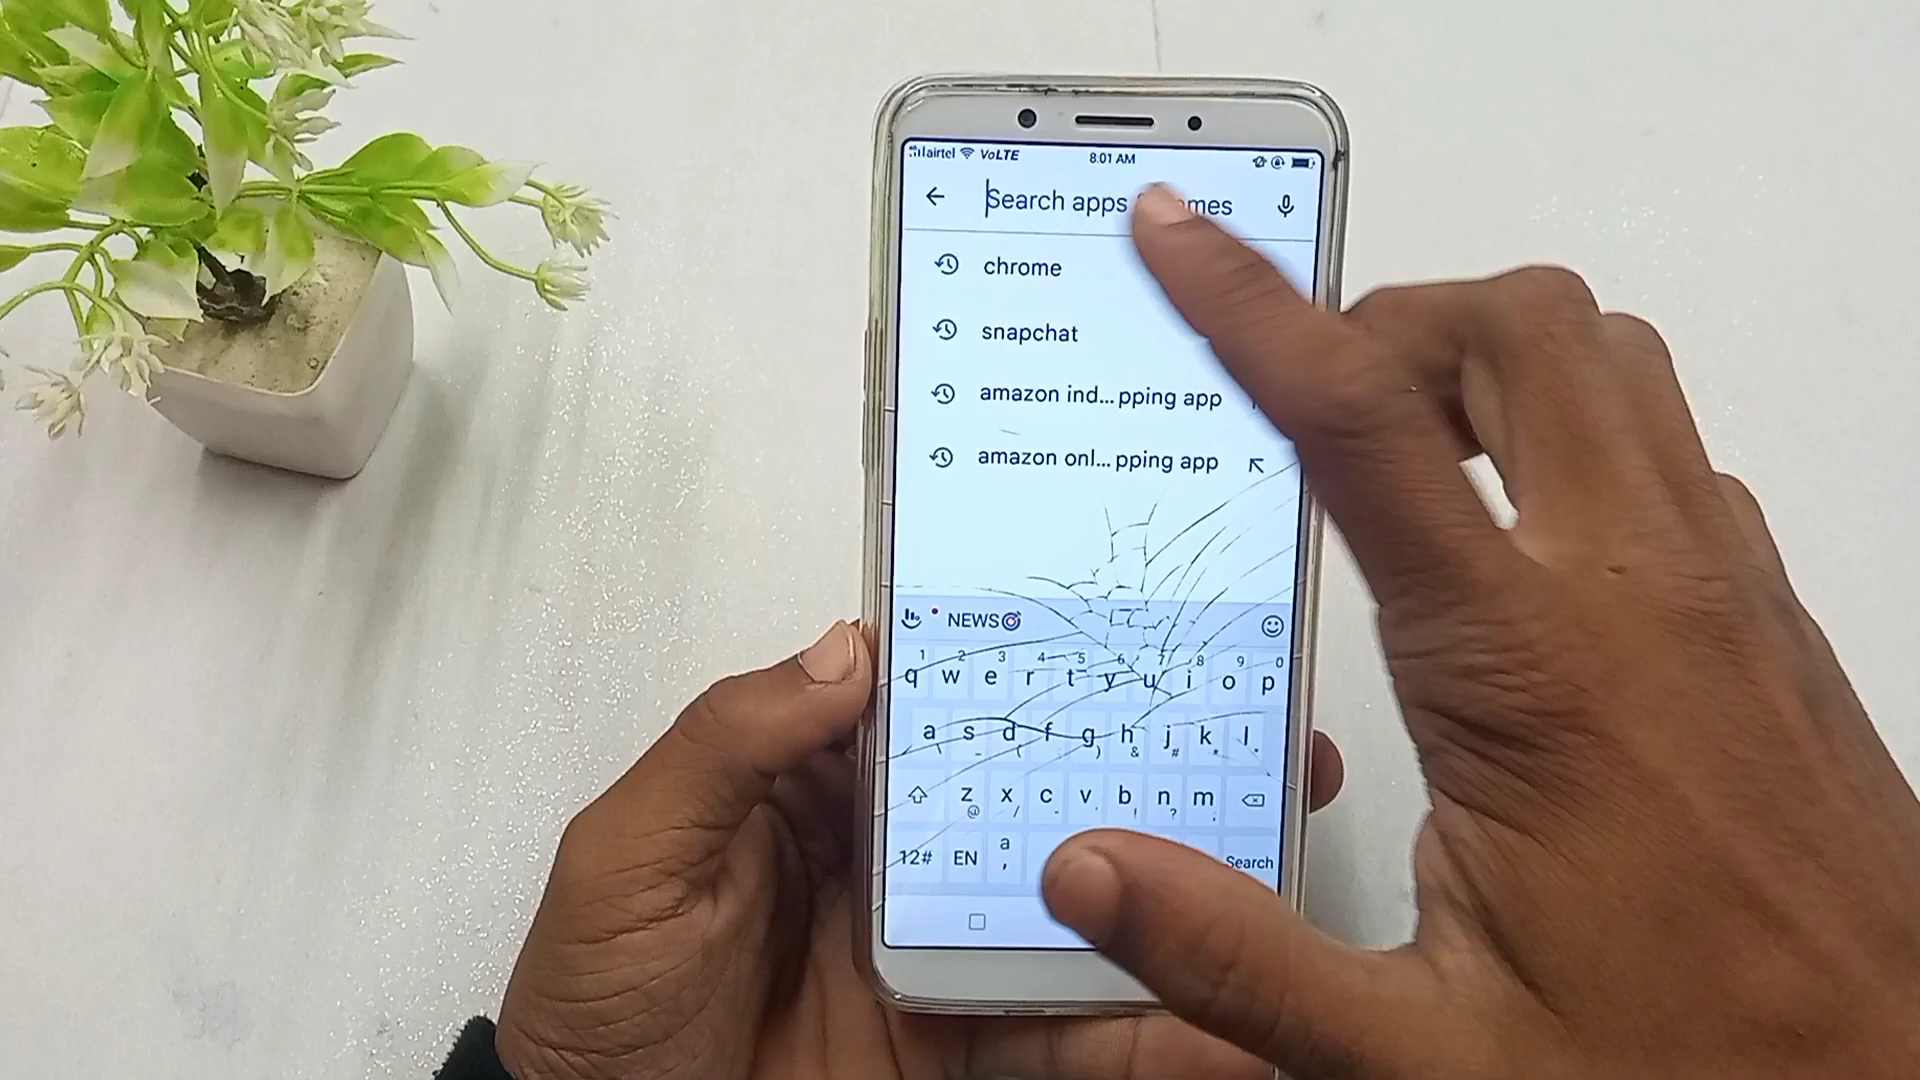 airtel VoLTE 8:01 AM
Search apps & games
chrome
snapchat
amazon ind... pping app
amazon onl... pping app
NEWS
1 2 3 4 5 6 7 8 9 0
q w e r t y u i o p
a s d f g h j k l
z x c v b n m
12# EN a , Search